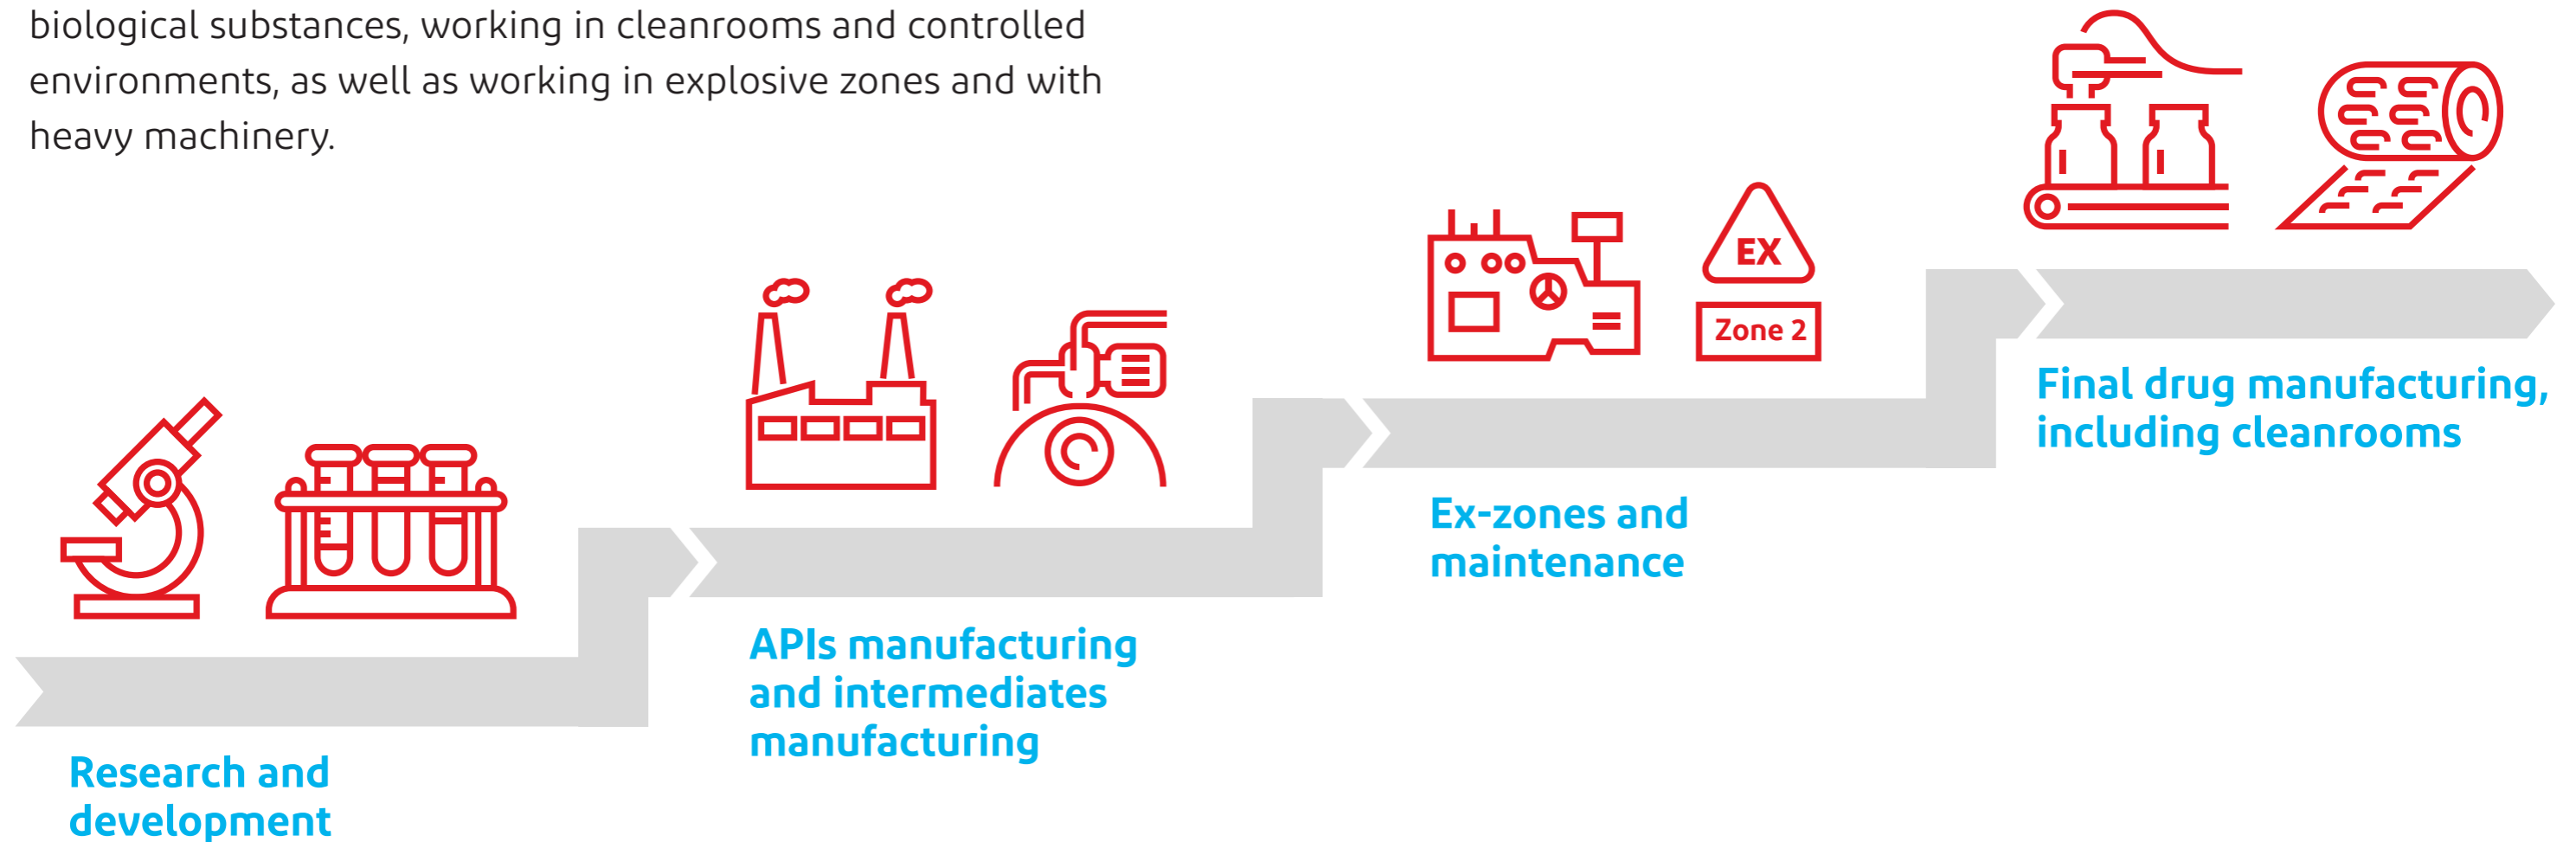 biological substances, working in cleanrooms and controlled
environments, as well as working in explosive zones and with
heavy machinery.
EX
Zone 2
Final drug manufacturing,
including cleanrooms
Ex-zones and
maintenance
APIs manufacturing
and intermediates
manufacturing
Research and
development